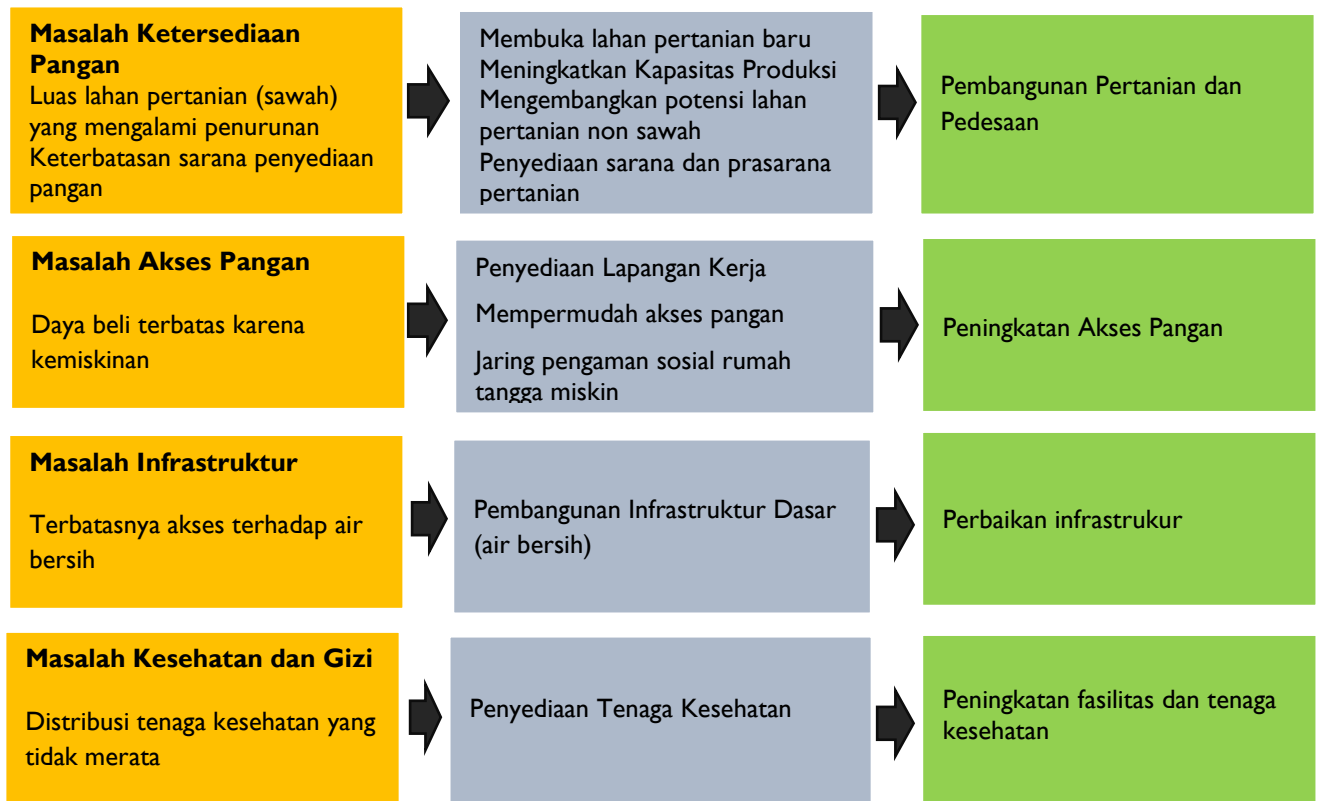 Masalah Ketersediaan
Pangan
Luas lahan pertanian (sawah)
yang mengalami penurunan
Keterbatasan sarana penyediaan
pangan
Membuka lahan pertanian baru
Meningkatkan Kapasitas Produksi
Mengembangkan potensi lahan
pertanian non sawah
Penyediaan sarana dan prasarana
pertanian
Pembangunan Pertanian dan
Pedesaan
Masalah Akses Pangan
Daya beli terbatas karena
kemiskinan
Penyediaan Lapangan Kerja
Mempermudah akses pangan
Jaring pengaman sosial rumah
tangga miskin
Peningkatan Akses Pangan
Masalah Infrastruktur
Terbatasnya akses terhadap air
bersih
Pembangunan Infrastruktur Dasar
(air bersih)
Perbaikan infrastrukur
Masalah Kesehatan dan Gizi
Distribusi tenaga kesehatan yang
tidak merata
Penyediaan Tenaga Kesehatan
Peningkatan fasilitas dan tenaga
kesehatan